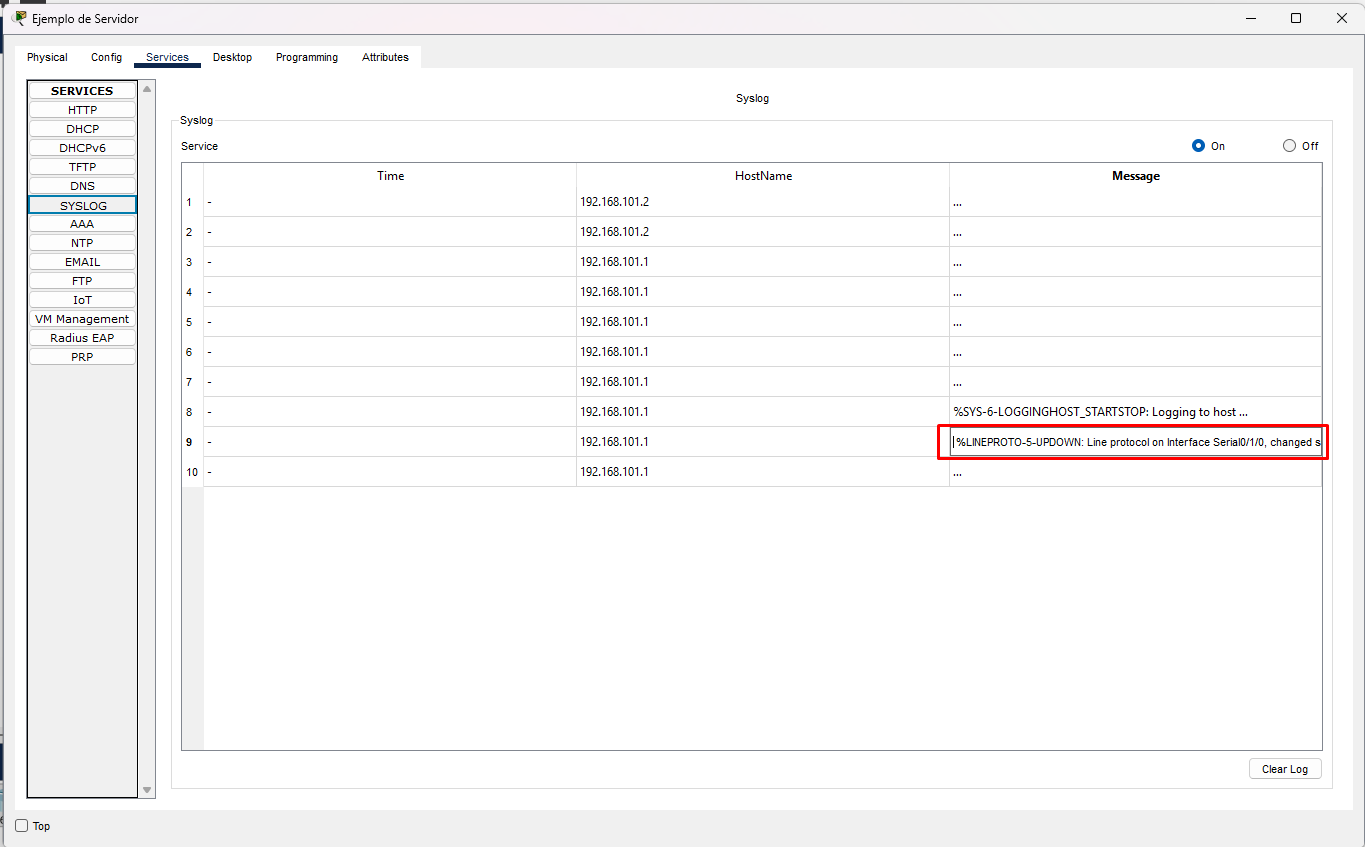 Ejemplo de Servidor
Physical Config Services Desktop Programming Attributes
SERVICES
HTTP
DHCP
DHCPv6
TFTP
DNS
SYSLOG
AAA
NTP
EMAIL
FTP
IoT
VM Management
Radius EAP
PRP
Syslog
Syslog
Service On Off
Time HostName Message
1 - 192.168.101.2 ...
2 - 192.168.101.2 ...
3 - 192.168.101.1 ...
4 - 192.168.101.1 ...
5 - 192.168.101.1 ...
6 - 192.168.101.1 ...
7 - 192.168.101.1 ...
8 - 192.168.101.1 %SYS-6-LOGGINGHOST_STARTSTOP: Logging to host ...
9 - 192.168.101.1 %LINEPROTO-5-UPDOWN: Line protocol on Interface Serial0/1/0, changed s
10 - 192.168.101.1 ...
Clear Log
Top